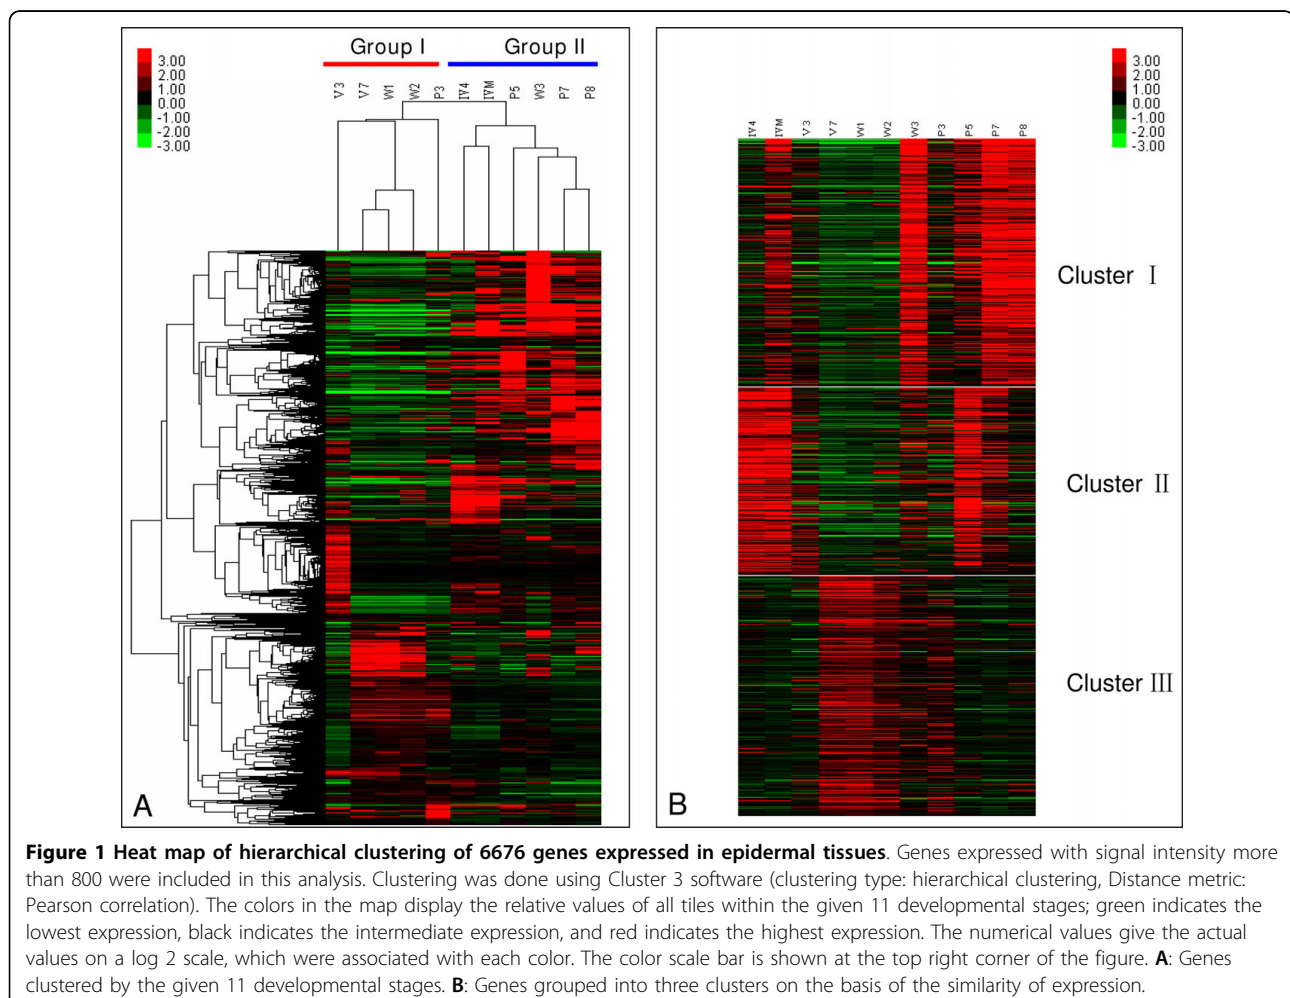 Group I
Group II
V3 V7 W1 W2 P3 IV4 IVM P5 W3 P7 P8
3.00
2.00
1.00
0.00
-1.00
-2.00
-3.00
A
3.00
2.00
1.00
0.00
-1.00
-2.00
-3.00
IV4 IVM V3 V7 W1 W2 W3 P3 P5 P7 P8
Cluster I
Cluster II
Cluster III
B
Figure 1 Heat map of hierarchical clustering of 6676 genes expressed in epidermal tissues. Genes expressed with signal intensity more
than 800 were included in this analysis. Clustering was done using Cluster 3 software (clustering type: hierarchical clustering, Distance metric:
Pearson correlation). The colors in the map display the relative values of all tiles within the given 11 developmental stages; green indicates the
lowest expression, black indicates the intermediate expression, and red indicates the highest expression. The numerical values give the actual
values on a log 2 scale, which were associated with each color. The color scale bar is shown at the top right corner of the figure. A: Genes
clustered by the given 11 developmental stages. B: Genes grouped into three clusters on the basis of the similarity of expression.